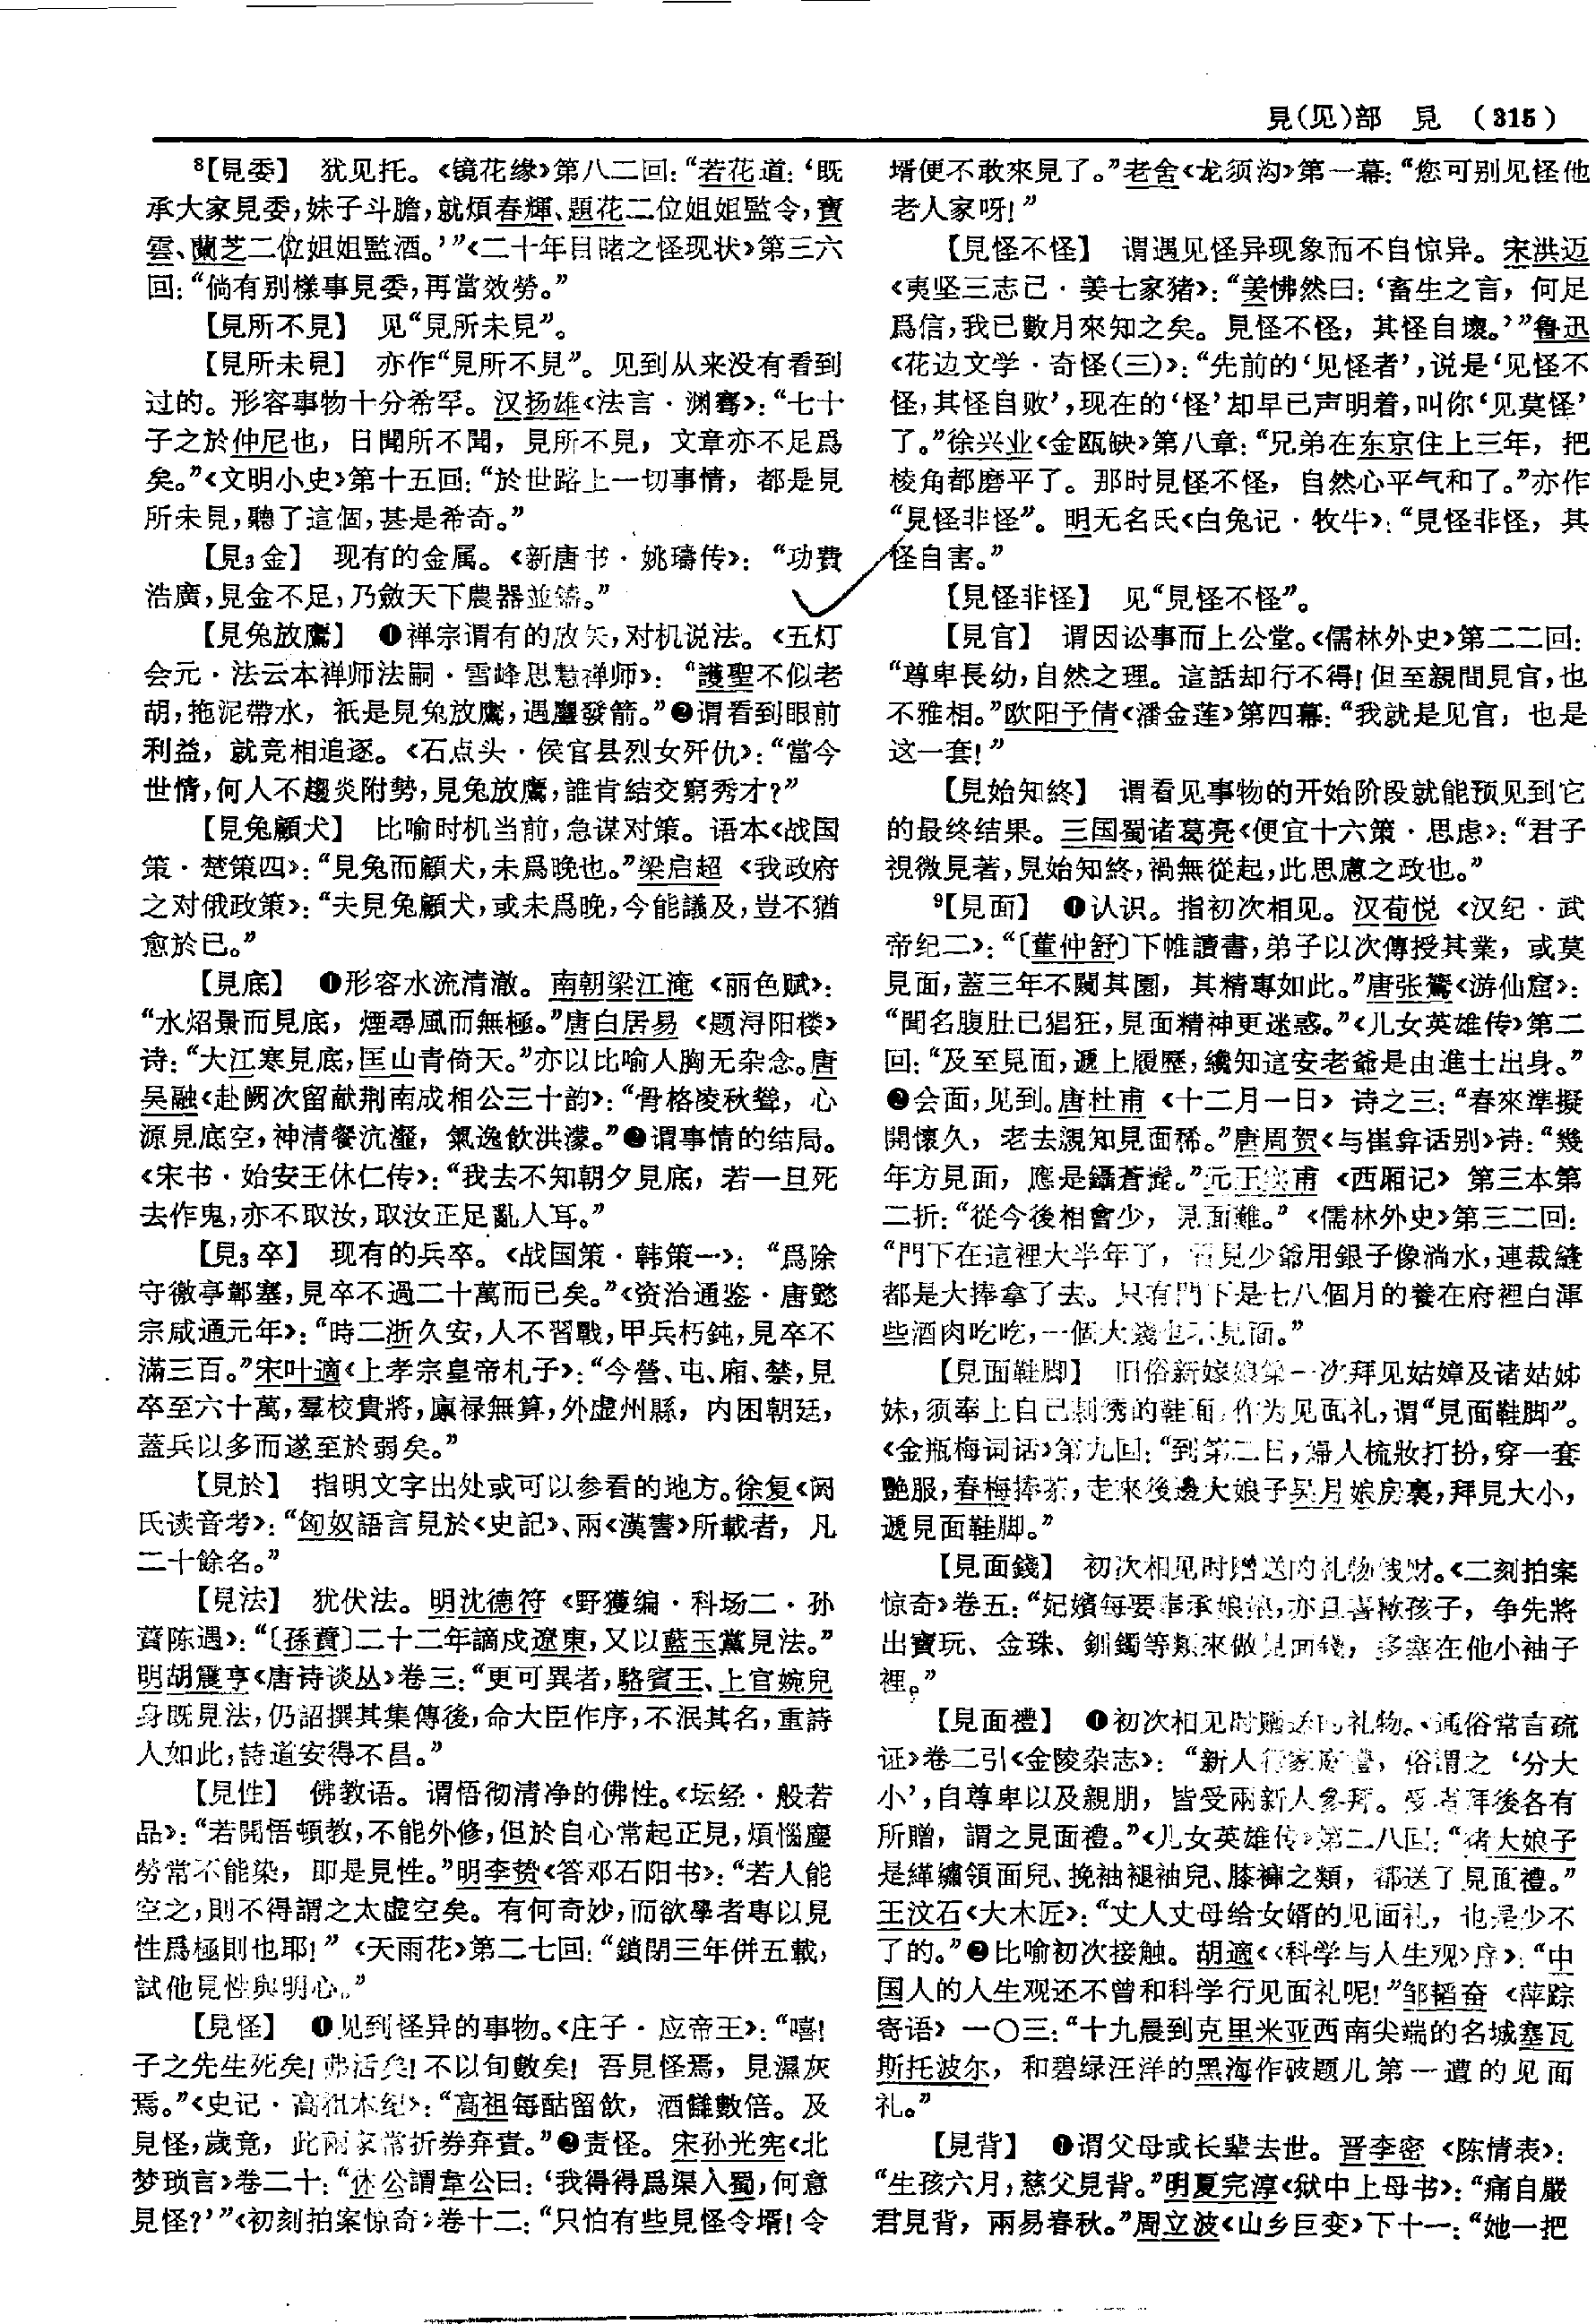 見(见)部　見　(315)
⁸【見委】　犹见托。《镜花缘》第八二回：“若花道：‘既
承大家見委，妹子斗膽，就煩春輝、題花二位姐姐監令，寶
雲、蘭芝二位姐姐監酒。’”《二十年目睹之怪现状》第三六
回：“倘有别樣事見委，再當效勞。”
【見所不見】　见“見所未見”。
【見所未見】　亦作“見所不見”。见到从来没有看到
过的。形容事物十分希罕。汉扬雄《法言·渊骞》：“七十
子之於仲尼也，日聞所不聞，見所不見，文章亦不足爲
矣。”《文明小史》第十五回：“於世路上一切事情，都是見
所未見，聽了這個，甚是希奇。”
【見₃金】　现有的金属。《新唐书·姚璹传》：“功費
浩廣，見金不足，乃斂天下農器並鑄。”
【見兔放鷹】　❶禅宗谓有的放矢，对机说法。《五灯
会元·法云本禅师法嗣·雪峰思慧禅师》：“護聖不似老
胡，拖泥帶水，祇是見兔放鷹，遇麞發箭。”❷谓看到眼前
利益，就竞相追逐。《石点头·侯官县烈女歼仇》：“當今
世情，何人不趨炎附勢，見兔放鷹，誰肯結交窮秀才？”
【見兔顧犬】　比喻时机当前，急谋对策。语本《战国
策·楚策四》：“見兔而顧犬，未爲晚也。”梁启超《我政府
之对俄政策》：“夫見兔顧犬，或未爲晚，今能議及，豈不猶
愈於已。”
【見底】　❶形容水流清澈。南朝梁江淹《丽色赋》：
“水炤景而見底，煙尋風而無極。”唐白居易《题浔阳楼》
诗：“大江寒見底，匡山青倚天。”亦以比喻人胸无杂念。唐
吴融《赴阙次留献荆南成相公三十韵》：“骨格凌秋聳，心
源見底空，神清餐沆瀣，氣逸飲洪濛。”❷谓事情的结局。
《宋书·始安王休仁传》：“我去不知朝夕見底，若一旦死
去作鬼，亦不取汝，取汝正足亂人耳。”
【見₃卒】　现有的兵卒。《战国策·韩策一》：“爲除
守徼亭鄣塞，見卒不過二十萬而已矣。”《资治通鉴·唐懿
宗咸通元年》：“時二浙久安，人不習戰，甲兵朽鈍，見卒不
滿三百。”宋叶適《上孝宗皇帝札子》：“今營、屯、廂、禁，見
卒至六十萬，羣校貴將，廩禄無算，外虚州縣，内困朝廷，
蓋兵以多而遂至於弱矣。”
【見於】　指明文字出处或可以参看的地方。徐复《阏
氏读音考》：“匈奴語言見於《史記》、兩《漢書》所載者，凡
二十餘名。”
【見法】　犹伏法。明沈德符《野獲编·科场二·孙
蕡陈遇》：“〔孫蕡〕二十二年謫戍遼東，又以藍玉黨見法。”
明胡震亨《唐诗谈丛》卷三：“更可異者，駱賓王、上官婉兒
身既見法，仍詔撰其集傳後，命大臣作序，不泯其名，重詩
人如此，詩道安得不昌。”
【見性】　佛教语。谓悟彻清净的佛性。《坛经·般若
品》：“若開悟頓教，不能外修，但於自心常起正見，煩惱塵
勞常不能染，即是見性。”明李贽《答邓石阳书》：“若人能
空之，則不得謂之太虚空矣。有何奇妙，而欲學者專以見
性爲極則也耶！”《天雨花》第二七回：“鎖閉三年併五載，
試他見性與明心。”
【見怪】　❶见到怪异的事物。《庄子·应帝王》：“嘻！
子之先生死矣！弗活矣！不以旬數矣！吾見怪焉，見濕灰
焉。”《史记·高祖本纪》：“高祖每酤留飲，酒讎數倍。及
見怪，歲竟，此兩家常折券弃責。”❷责怪。宋孙光宪《北
梦琐言》卷二十：“休公謂韋公曰：‘我得得爲渠入蜀，何意
見怪？’”《初刻拍案惊奇》卷十二：“只怕有些見怪令壻！令
壻便不敢來見了。”老舍《龙须沟》第一幕：“您可别见怪他
老人家呀！”
【見怪不怪】　谓遇见怪异现象而不自惊异。宋洪迈
《夷坚三志己·姜七家猪》：“姜怫然曰：‘畜生之言，何足
爲信，我已數月來知之矣。見怪不怪，其怪自壞。’”鲁迅
《花边文学·奇怪(三)》：“先前的‘见怪者’，说是‘见怪不
怪，其怪自败’，现在的‘怪’却早已声明着，叫你‘见莫怪’
了。”徐兴业《金瓯缺》第八章：“兄弟在东京住上三年，把
棱角都磨平了。那时見怪不怪，自然心平气和了。”亦作
“見怪非怪”。明无名氏《白兔记·牧牛》：“見怪非怪，其
怪自害。”
【見怪非怪】　见“見怪不怪”。
【見官】　谓因讼事而上公堂。《儒林外史》第二二回：
“尊卑長幼，自然之理。這話却行不得！但至親間見官，也
不雅相。”欧阳予倩《潘金莲》第四幕：“我就是见官，也是
这一套！”
【見始知終】　谓看见事物的开始阶段就能预见到它
的最终结果。三国蜀诸葛亮《便宜十六策·思虑》：“君子
視微見著，見始知終，禍無從起，此思慮之政也。”
⁹【見面】　❶认识。指初次相见。汉荀悦《汉纪·武
帝纪二》：“〔董仲舒〕下帷讀書，弟子以次傳授其業，或莫
見面，蓋三年不闚其園，其精專如此。”唐张鷟《游仙窟》：
“聞名腹肚已猖狂，見面精神更迷惑。”《儿女英雄传》第二
回：“及至見面，遞上履歷，纔知這安老爺是由進士出身。”
❷会面，见到。唐杜甫《十二月一日》诗之三：“春來準擬
開懷久，老去親知見面稀。”唐周贺《与崔弇话别》诗：“幾
年方見面，應是鑷蒼髭。”元王实甫《西厢记》第三本第
二折：“從今後相會少，見面難。”《儒林外史》第三二回：
“門下在這裡大半年了，看見少爺用銀子像淌水，連裁縫
都是大捧拿了去。只有門下是七八個月的養在府裡白渾
些酒肉吃吃，一個大錢也不見面。”
【見面鞋脚】　旧俗新嫁娘第一次拜见姑嫜及诸姑姊
妹，须奉上自己刺绣的鞋面，作为见面礼，谓“見面鞋脚”。
《金瓶梅词话》第九回：“到第二日，婦人梳妝打扮，穿一套
艷服，春梅捧茶，走來後邊大娘子吴月娘房裏，拜見大小，
遞見面鞋脚。”
【見面錢】　初次相见时赠送的礼物钱财。《二刻拍案
惊奇》卷五：“妃嬪每要奉承娘娘，亦且喜歡孩子，争先將
出寶玩、金珠、釧鐲等類來做見面錢，多塞在他小袖子
裡。”
【見面禮】　❶初次相见时赠送的礼物。《通俗常言疏
证》卷二引《金陵杂志》：“新人行家庭禮，俗謂之‘分大
小’，自尊卑以及親朋，皆受兩新人參拜。受者拜後各有
所贈，謂之見面禮。”《儿女英雄传》第二八回：“褚大娘子
是緙繡領面兒、挽袖褪袖兒、膝褲之類，都送了見面禮。”
王汶石《大木匠》：“丈人丈母给女婿的见面礼，也是少不
了的。”❷比喻初次接触。胡適《〈科学与人生观〉序》：“中
国人的人生观还不曾和科学行见面礼呢！”邹韬奋《萍踪
寄语》一〇三：“十九晨到克里米亚西南尖端的名城塞瓦
斯托波尔，和碧绿汪洋的黑海作破题儿第一遭的见面
礼。”
【見背】　❶谓父母或长辈去世。晋李密《陈情表》：
“生孩六月，慈父見背。”明夏完淳《狱中上母书》：“痛自嚴
君見背，兩易春秋。”周立波《山乡巨变》下十一：“她一把